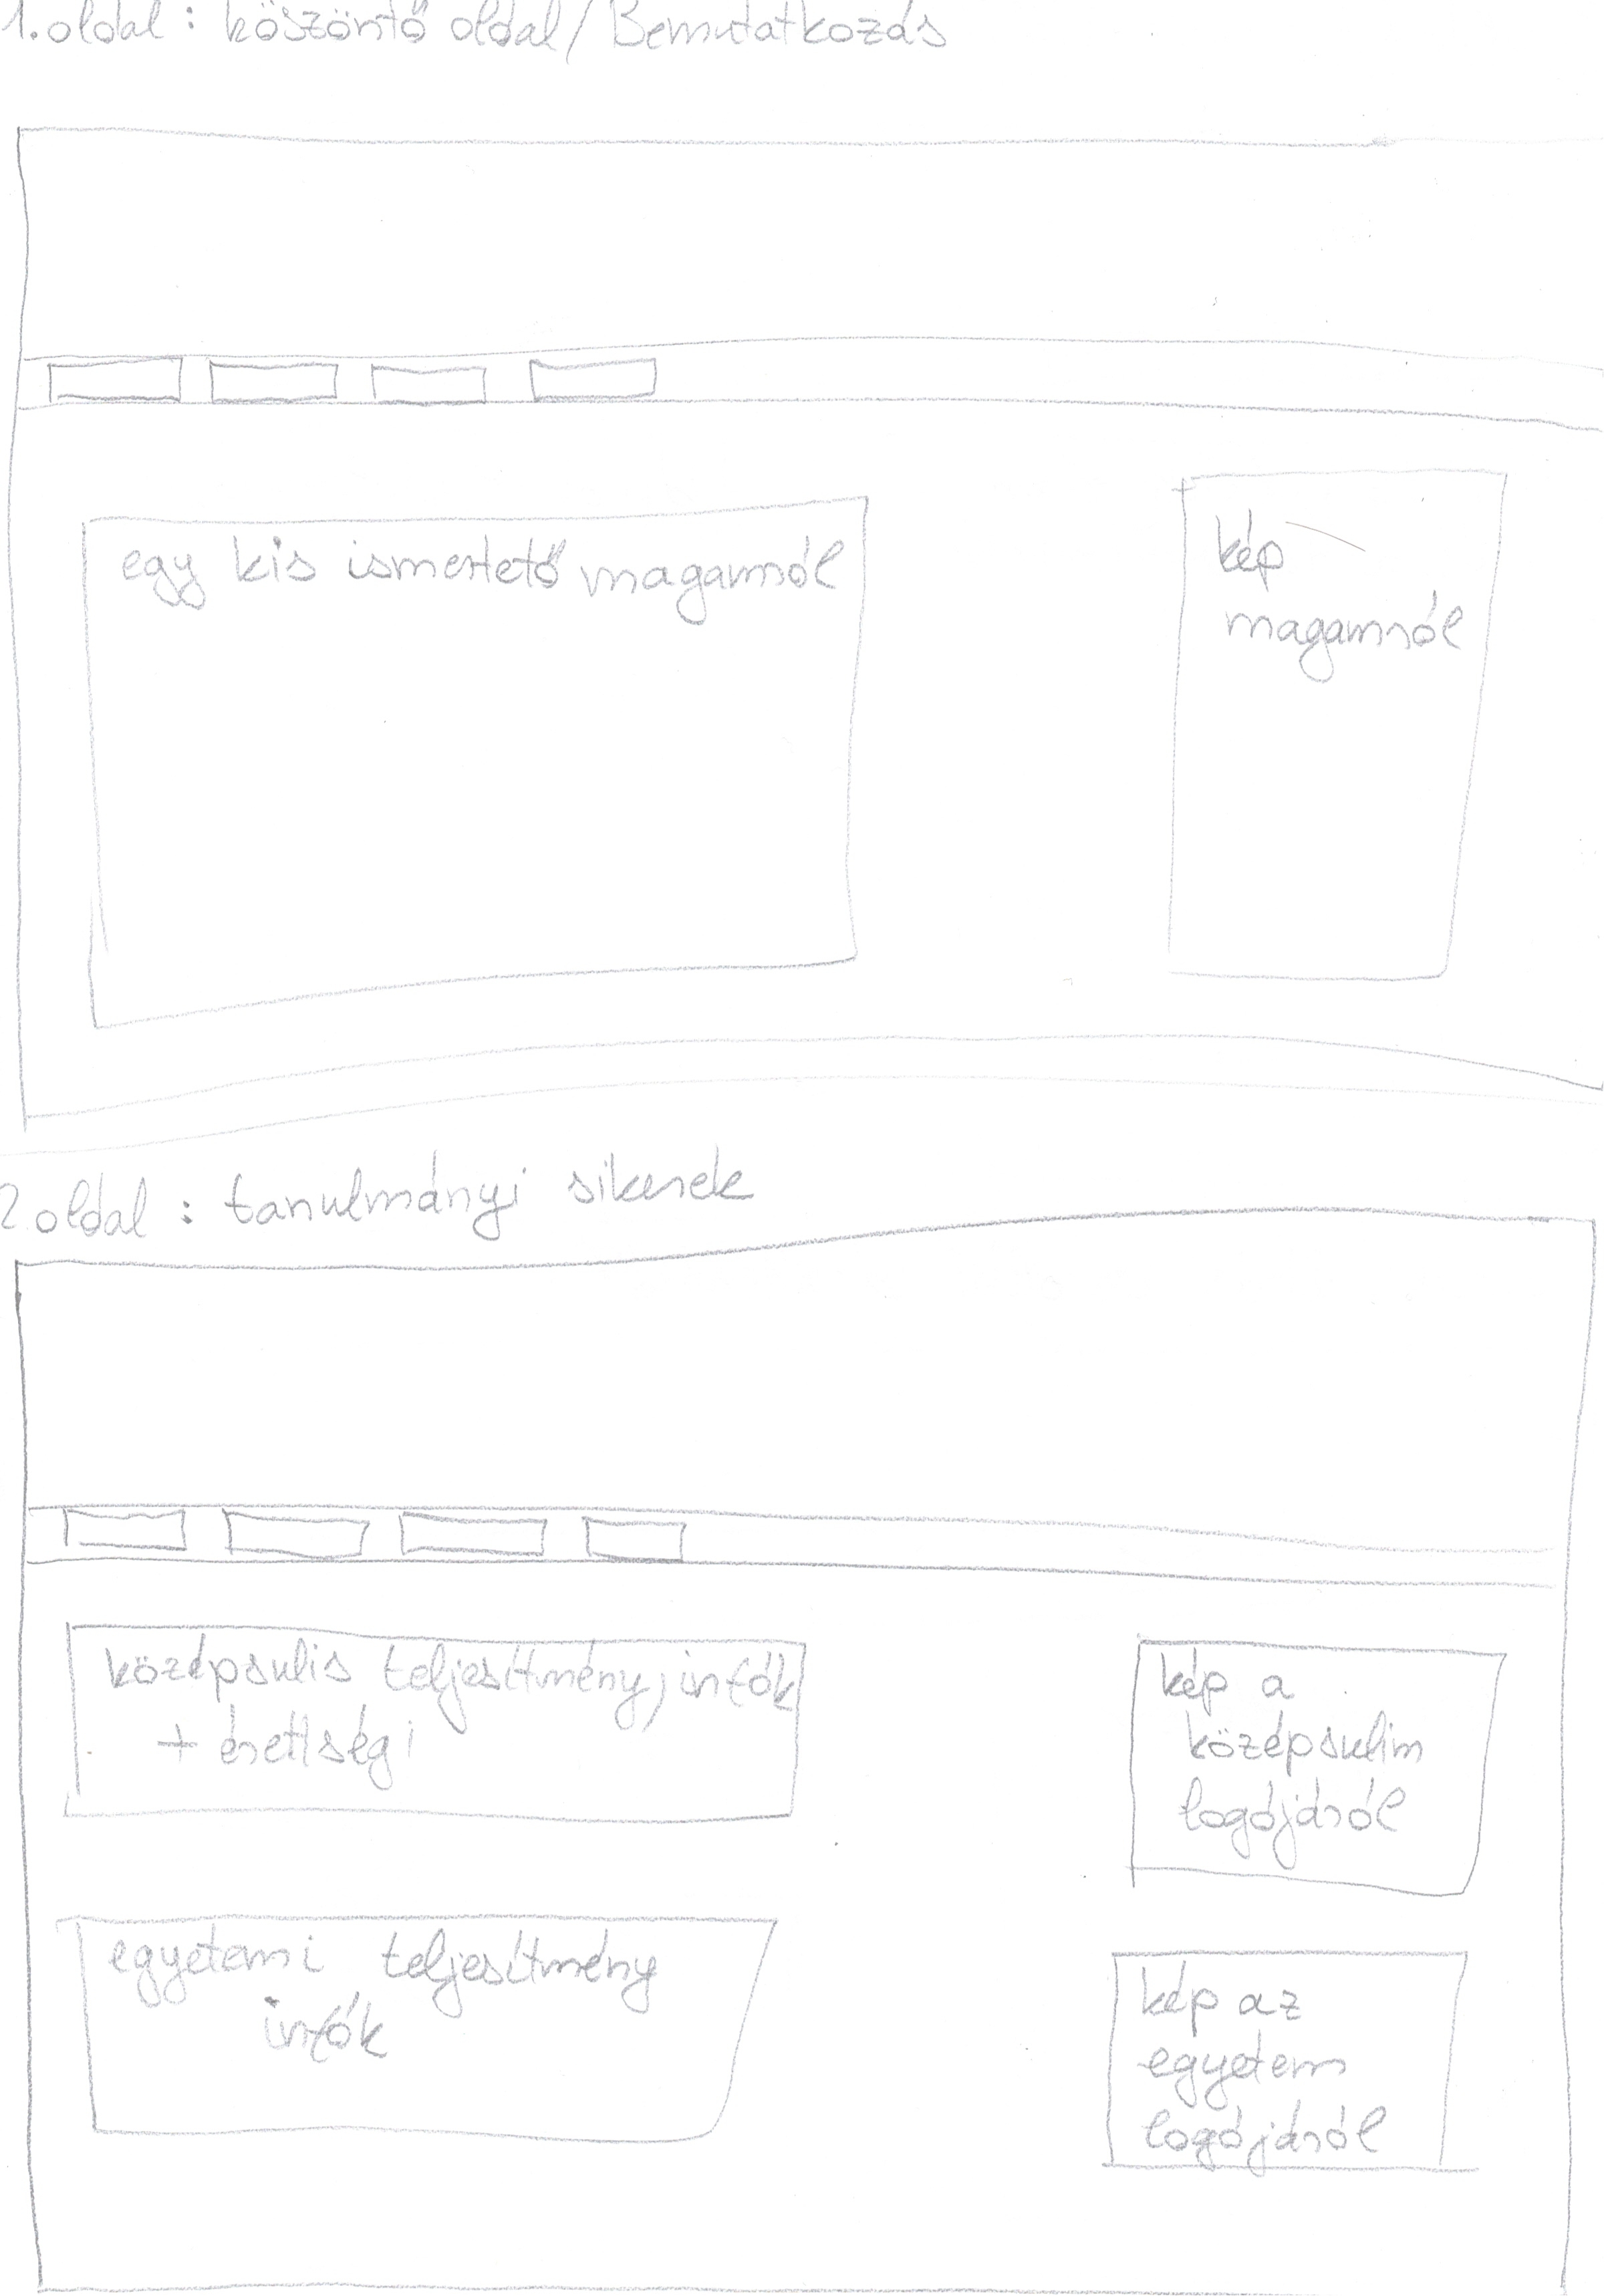 1. oldal : köszöntő oldal / Bemutatkozás
egy kis ismertető magamról
kép
magamról
2. oldal : tanulmányi sikerek
középsulis teljesítmény, infók
+ érettségi
kép a
középsulim
logójáról
egyetemi teljesítmény
infók
kép az
egyetem
logójáról